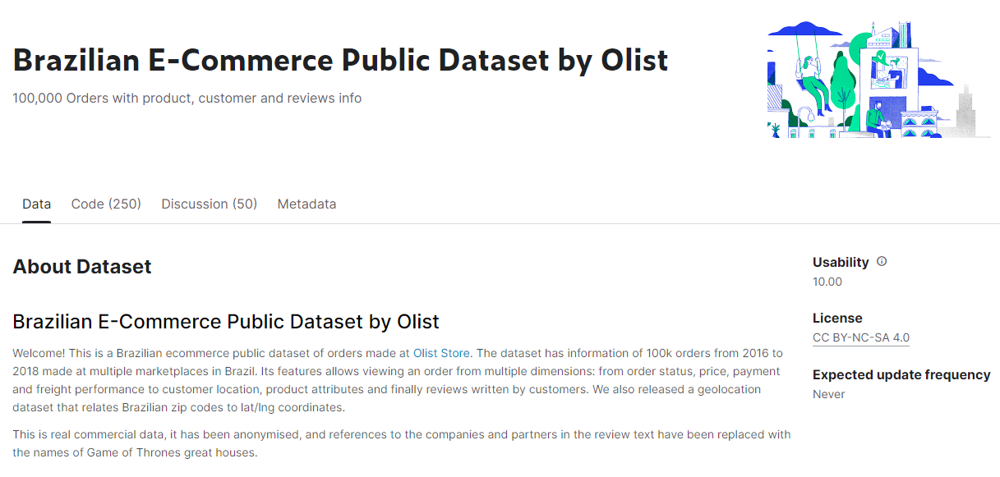 Brazilian E-Commerce Public Dataset by Olist
100,000 Orders with product, customer and reviews info
Data Code (250) Discussion (50) Metadata
About Dataset
Brazilian E-Commerce Public Dataset by Olist
Welcome! This is a Brazilian ecommerce public dataset of orders made at Olist Store. The dataset has information of 100k orders from 2016 to
2018 made at multiple marketplaces in Brazil. Its features allows viewing an order from multiple dimensions: from order status, price, payment
and freight performance to customer location, product attributes and finally reviews written by customers. We also released a geolocation
dataset that relates Brazilian zip codes to lat/lng coordinates.
This is real commercial data, it has been anonymised, and references to the companies and partners in the review text have been replaced with
the names of Game of Thrones great houses.
Usability
10.00
License
CC BY-NC-SA 4.0
Expected update frequency
Never